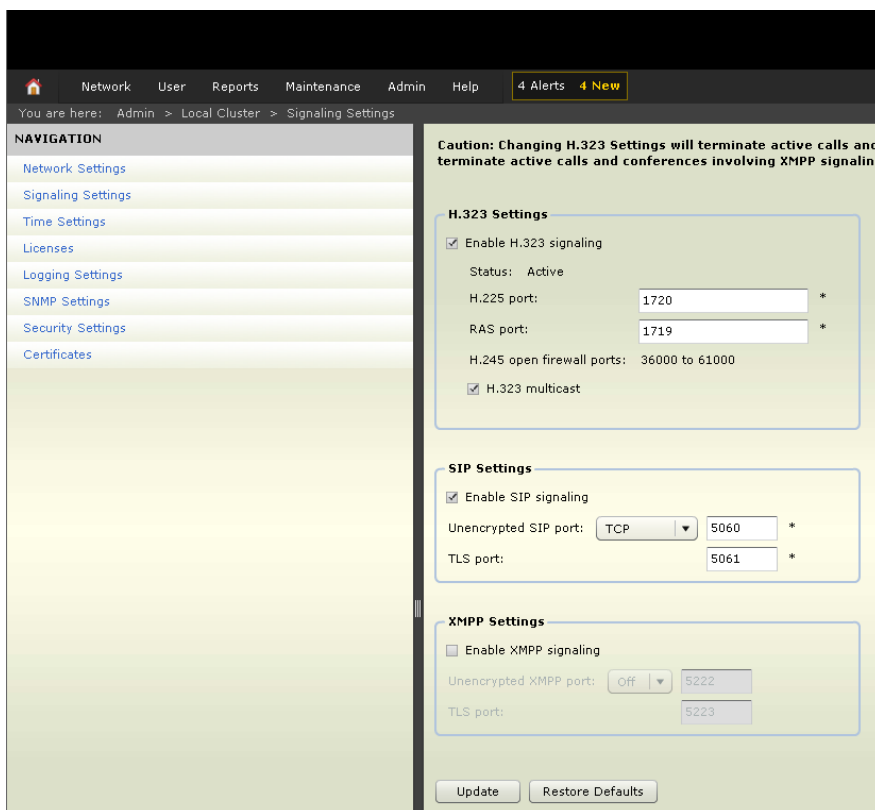 Network User Reports Maintenance Admin Help 4 Alerts 4 New
You are here: Admin > Local Cluster > Signaling Settings
NAVIGATION
Network Settings
Signaling Settings
Time Settings
Licenses
Logging Settings
SNMP Settings
Security Settings
Certificates
Caution: Changing H.323 Settings will terminate active calls and
terminate active calls and conferences involving XMPP signalin
H.323 Settings
Enable H.323 signaling
Status: Active
H.225 port: 1720 *
RAS port: 1719 *
H.245 open firewall ports: 36000 to 61000
H.323 multicast
SIP Settings
Enable SIP signaling
Unencrypted SIP port: TCP 5060 *
TLS port: 5061 *
XMPP Settings
Enable XMPP signaling
Unencrypted XMPP port: Off 5222
TLS port: 5223
Update Restore Defaults